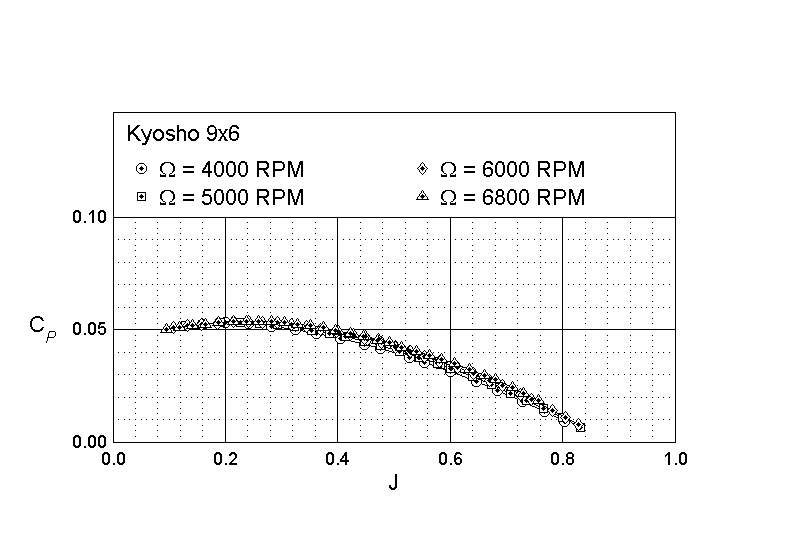 Kyosho 9x6
Ω = 4000 RPM
Ω = 6000 RPM
Ω = 5000 RPM
Ω = 6800 RPM
0.10
0.05
0.00
C_P
0.0 0.2 0.4 0.6 0.8 1.0
J